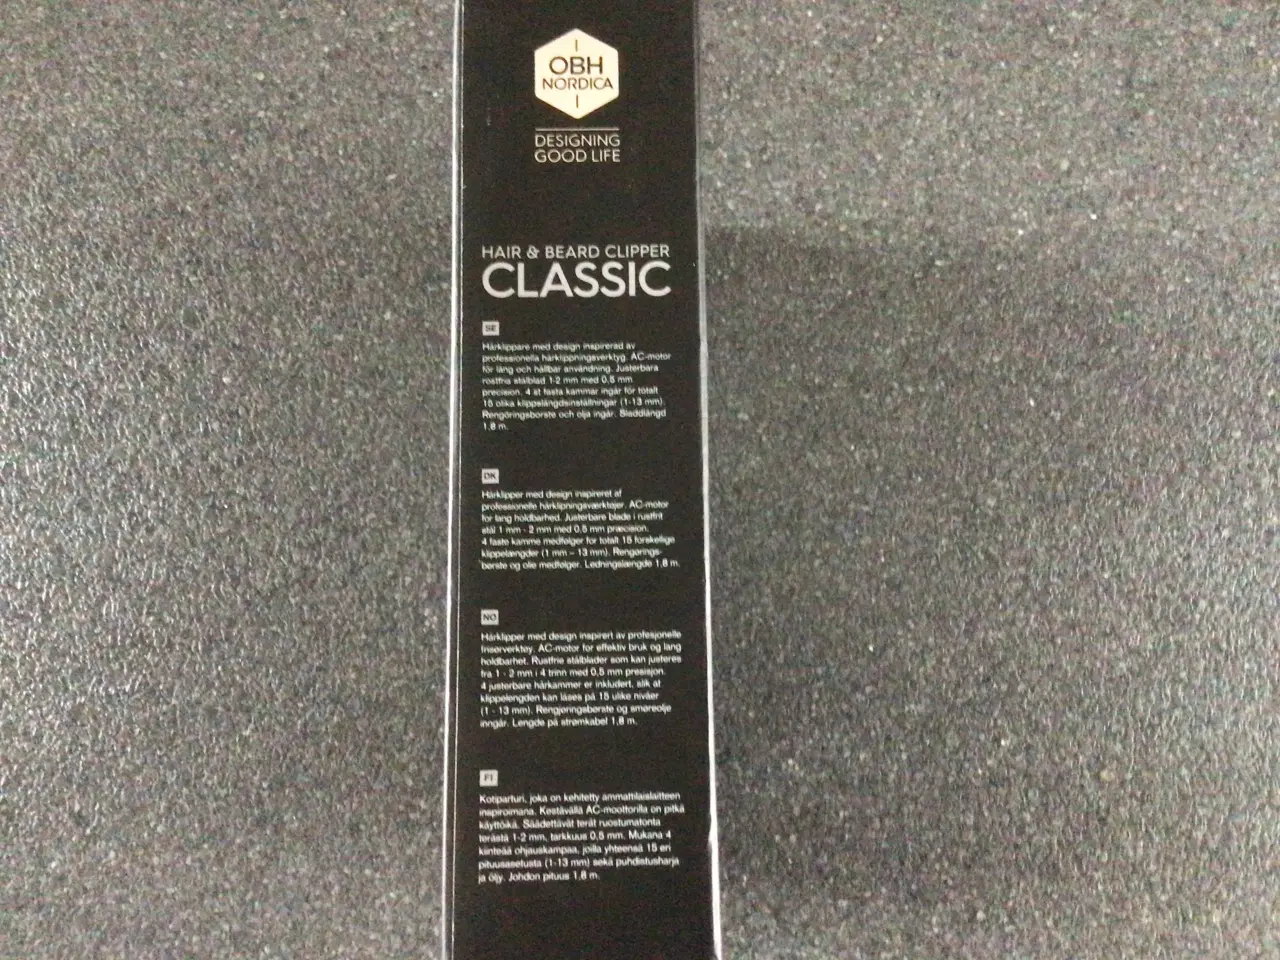 OBH
NORDICA
DESIGNING
GOOD LIFE
HAIR & BEARD CLIPPER
CLASSIC
SE
Hårklippare med design inspirerad av
professionella hårklippningsverktyg. AC-motor
för lång och hållbar användning. Justerbara
rostfria stålblad 1-2 mm med 0,5 mm
precision. 4 st fasta kammar ingår för totalt
15 olika klippslängdsinställningar (1-13 mm).
Rengöringsborste och olja ingår. Sladdlängd
1,8 m.
DK
Hårklipper med design inspireret af
professionelle hårklipningsværktøjer. AC-motor
for lang holdbarhed. Justerbare blade i rustfrit
stål 1 mm - 2 mm med 0,5 mm præcision.
4 faste kamme medfølger for totalt 15 forskellige
klippelængder (1 mm – 13 mm). Rengørings-
børste og olie medfølger. Ledningslængde 1,8 m.
NO
Hårklipper med design inspirert av profesjonelle
frisørverktøy. AC-motor for effektiv bruk og lang
holdbarhet. Rustfrie stålblader som kan justeres
fra 1 - 2 mm i 4 trinn med 0,5 mm presisjon.
4 justerbare hårkammer er inkludert, slik at
klippelengden kan låses på 15 ulike nivåer
(1 - 13 mm). Rengjøringsbørste og smøreolje
inngår. Lengde på strømkabel 1,8 m.
FI
Kotiparturi, joka on kehitetty ammattilaislaitteen
inspiroimana. Kestävällä AC-moottorilla on pitkä
käyttöikä. Säädettävät terät ruostumatonta
terästä 1-2 mm, tarkkuus 0,5 mm. Mukana 4
kiinteää ohjauskampaa, joilla yhteensä 15 eri
pituusasetusta (1-13 mm) sekä puhdistusharja
ja öljy. Johdon pituus 1,8 m.